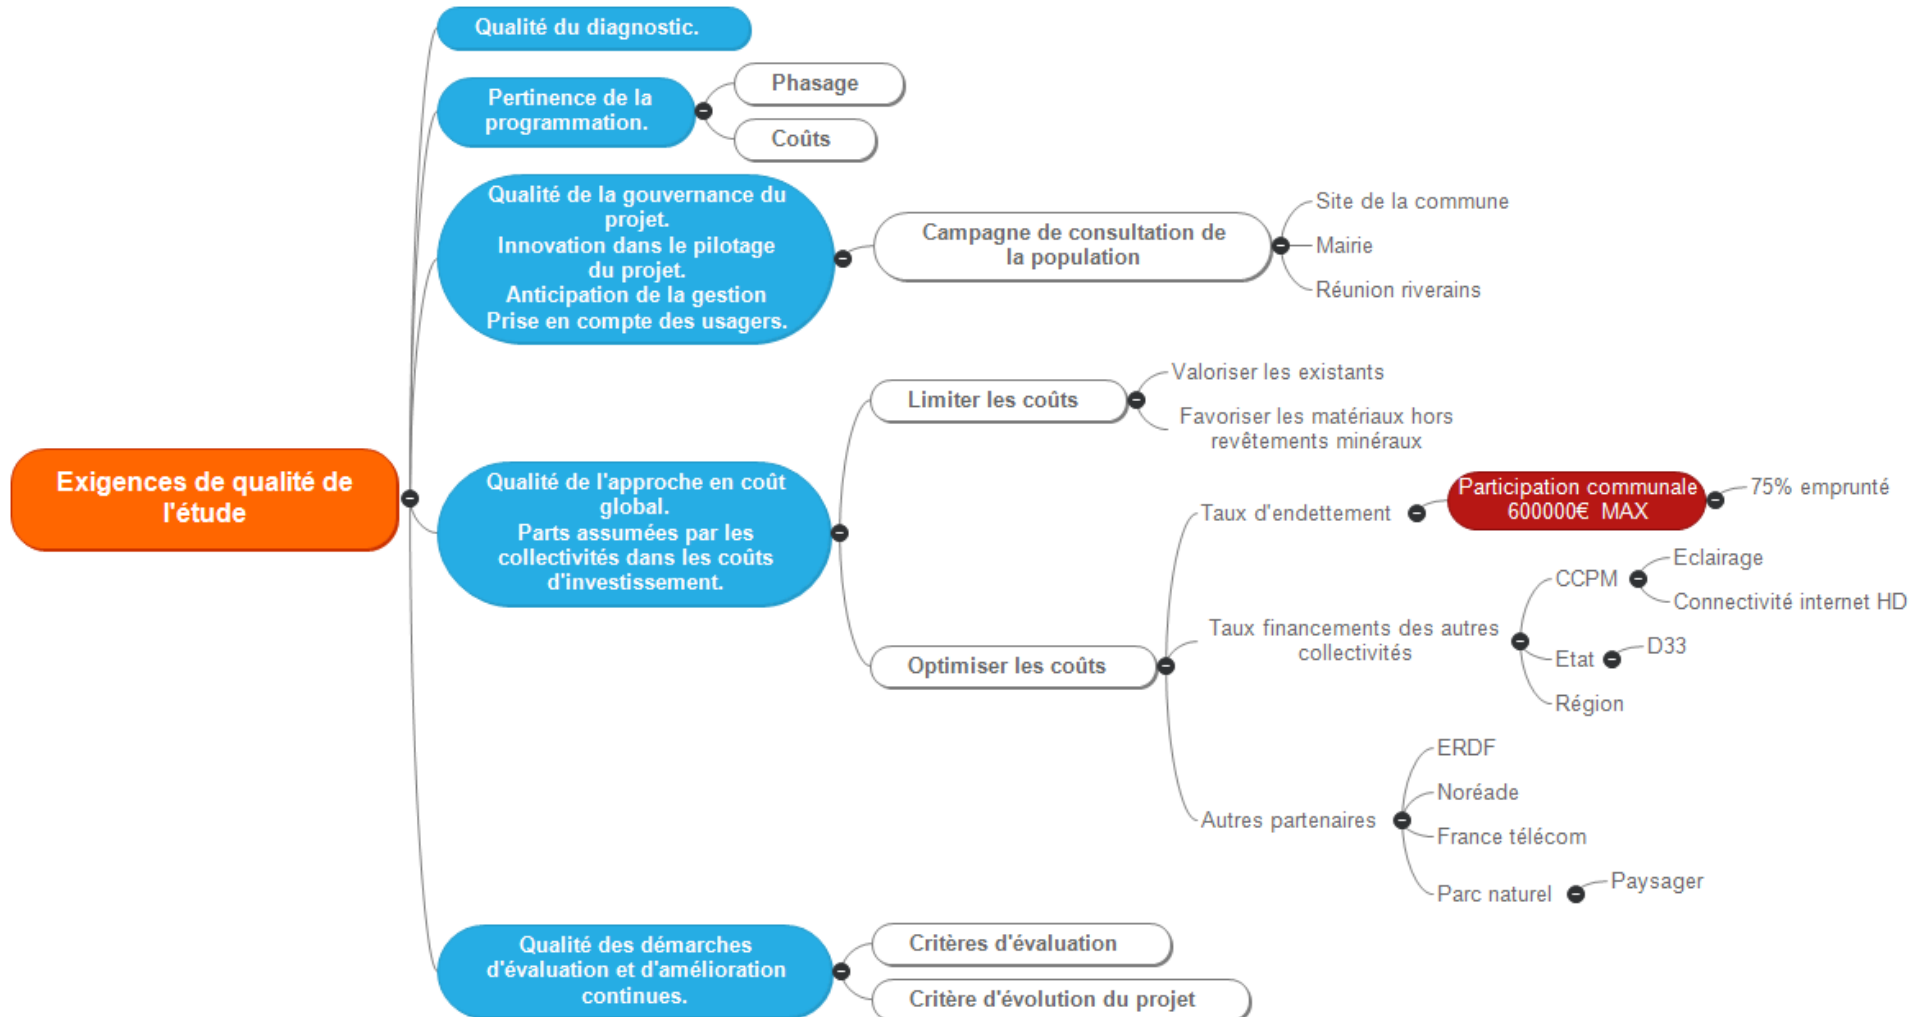 Qualité du diagnostic.
Pertinence de la
programmation.
Phasage
Coûts
Qualité de la gouvernance du
projet.
Innovation dans le pilotage
du projet.
Anticipation de la gestion
Prise en compte des usagers.
Campagne de consultation de
la population
Site de la commune
Mairie
Réunion riverains
Exigences de qualité de
l'étude
Qualité de l'approche en coût
global.
Parts assumées par les
collectivités dans les coûts
d'investissement.
Limiter les coûts
Valoriser les existants
Favoriser les matériaux hors
revêtements minéraux
Optimiser les coûts
Taux d'endettement
Participation communale
600000€  MAX
75% emprunté
Taux financements des autres
collectivités
CCPM
Eclairage
Connectivité internet HD
Etat
D33
Région
Autres partenaires
ERDF
Noréade
France télécom
Parc naturel
Paysager
Qualité des démarches
d'évaluation et d'amélioration
continues.
Critères d'évaluation
Critère d'évolution du projet